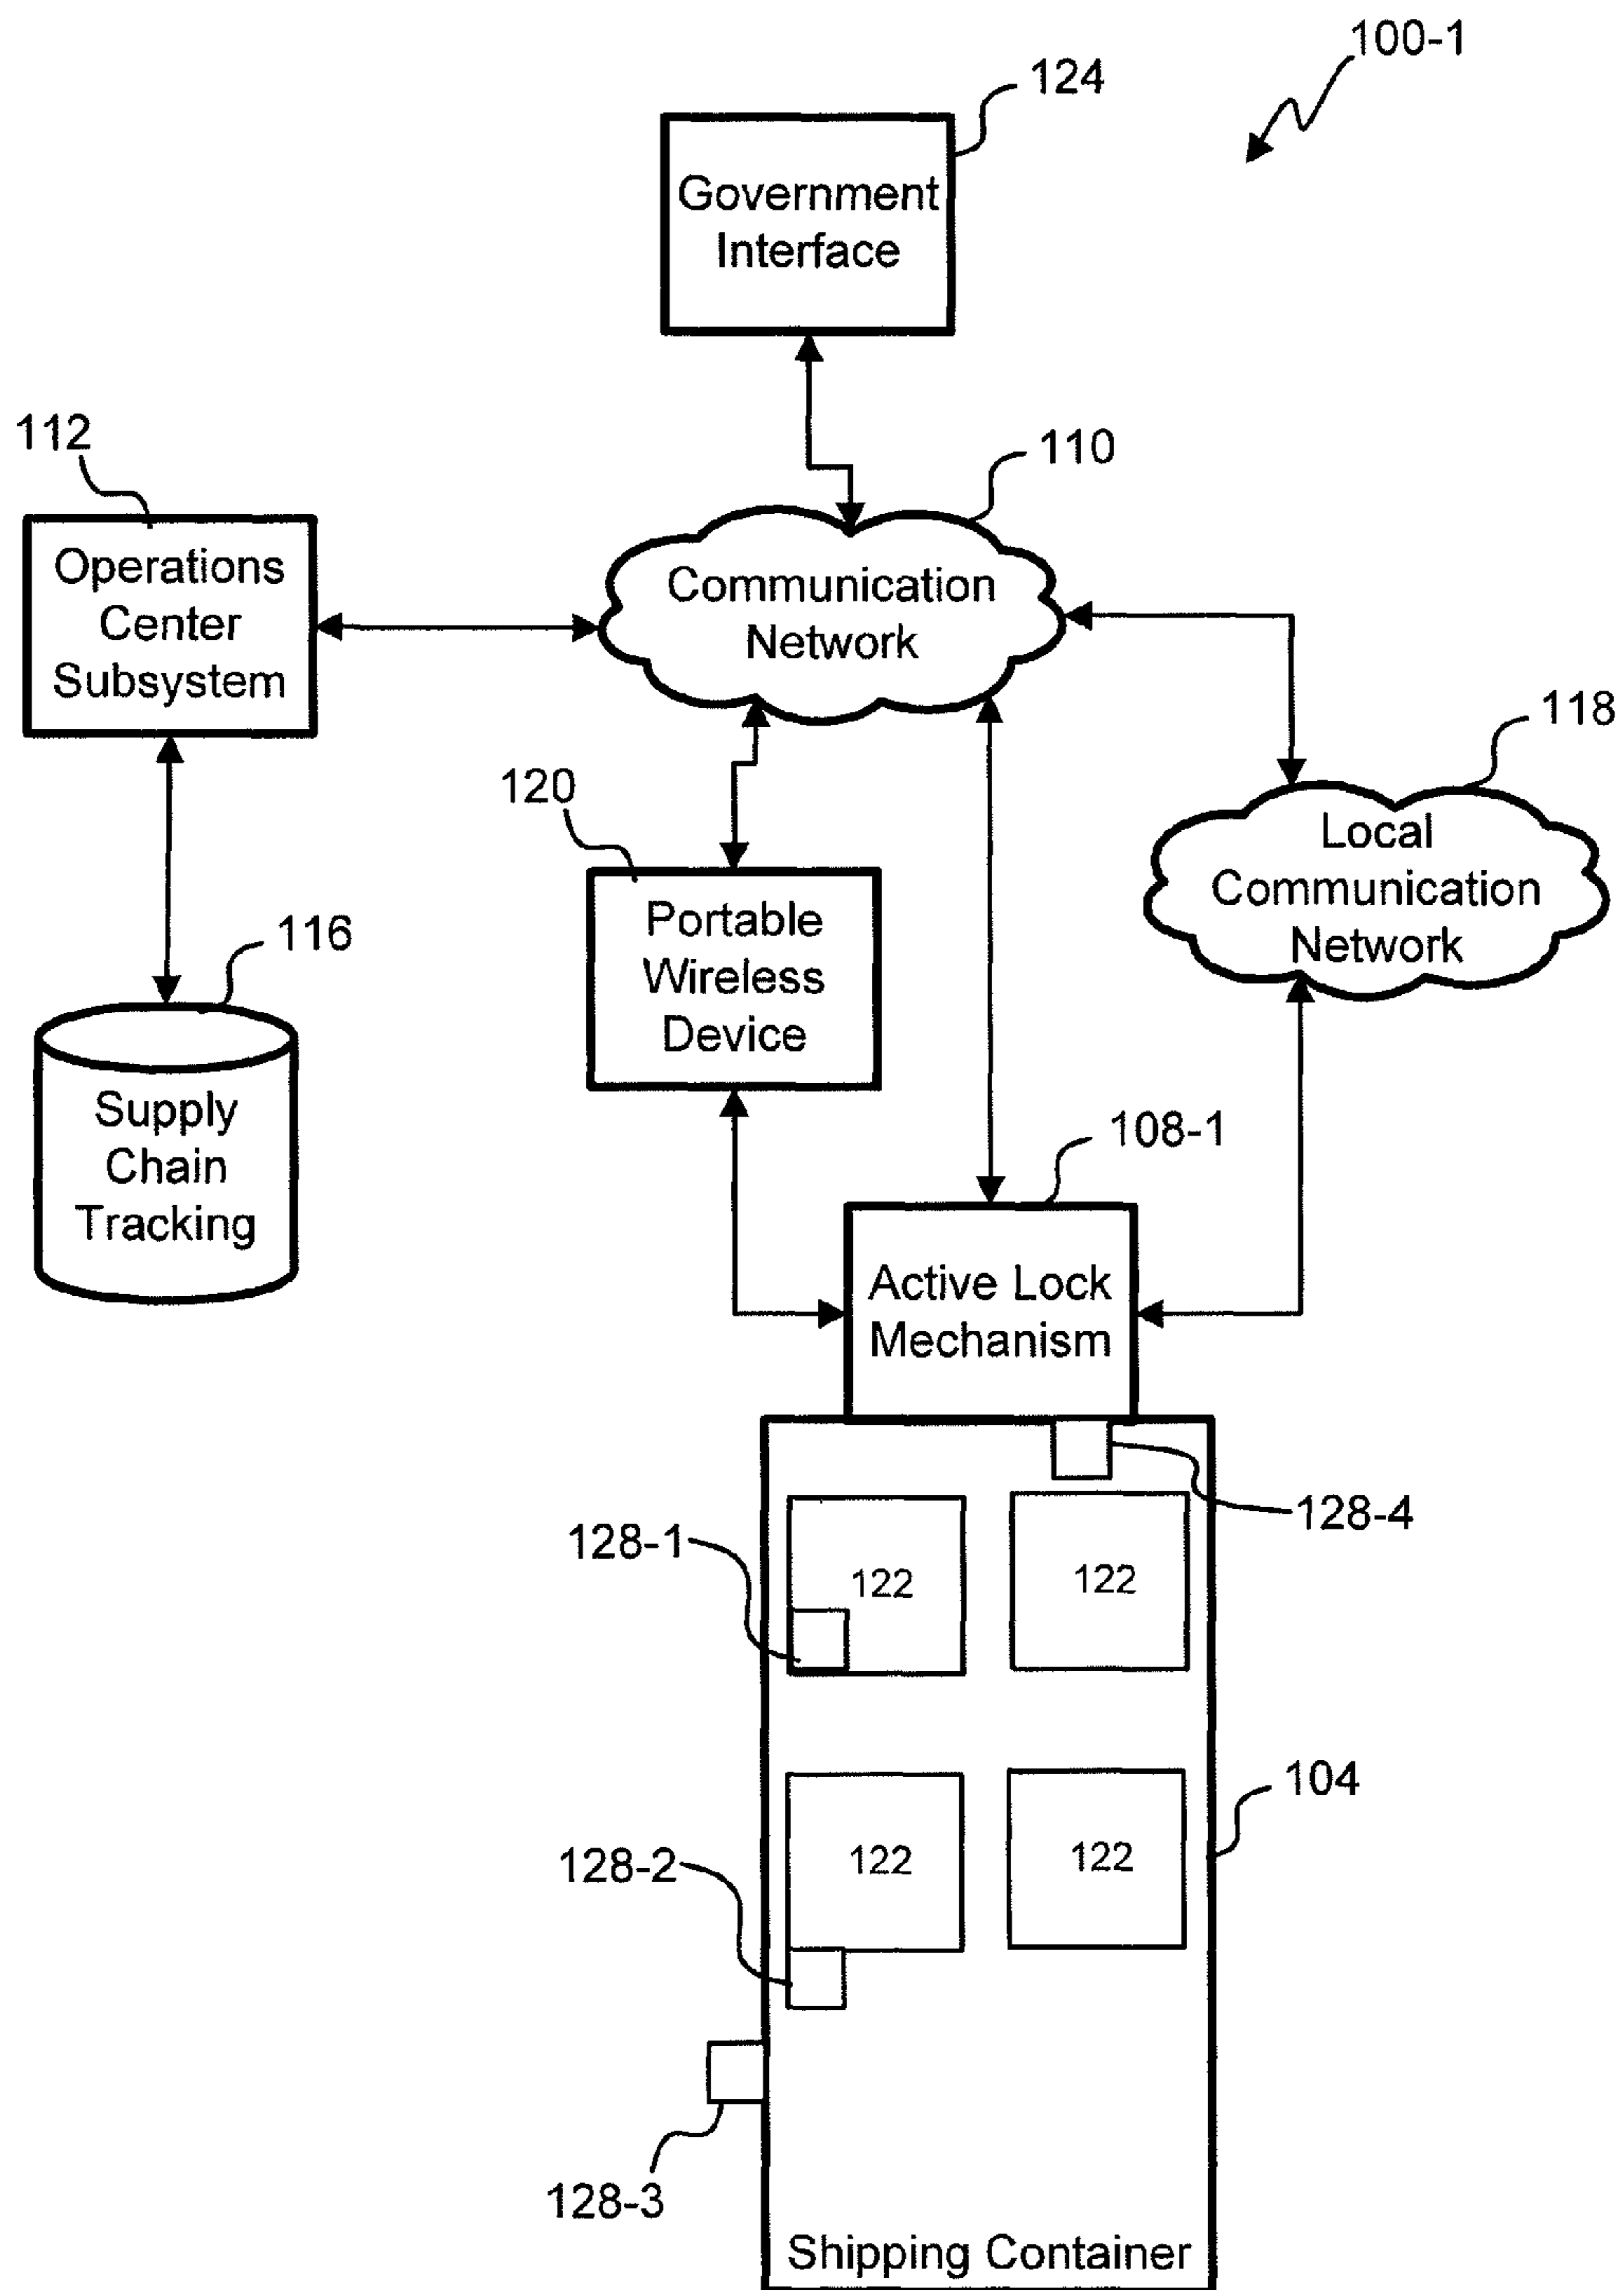 100-1
124
Government
Interface
112
110
Operations
Center
Subsystem
Communication
Network
118
120
Local
Communication
Network
Portable
Wireless
Device
116
Supply
Chain
Tracking
108-1
Active Lock
Mechanism
128-4
128-1
122
122
104
128-2
122
122
128-3
Shipping Container